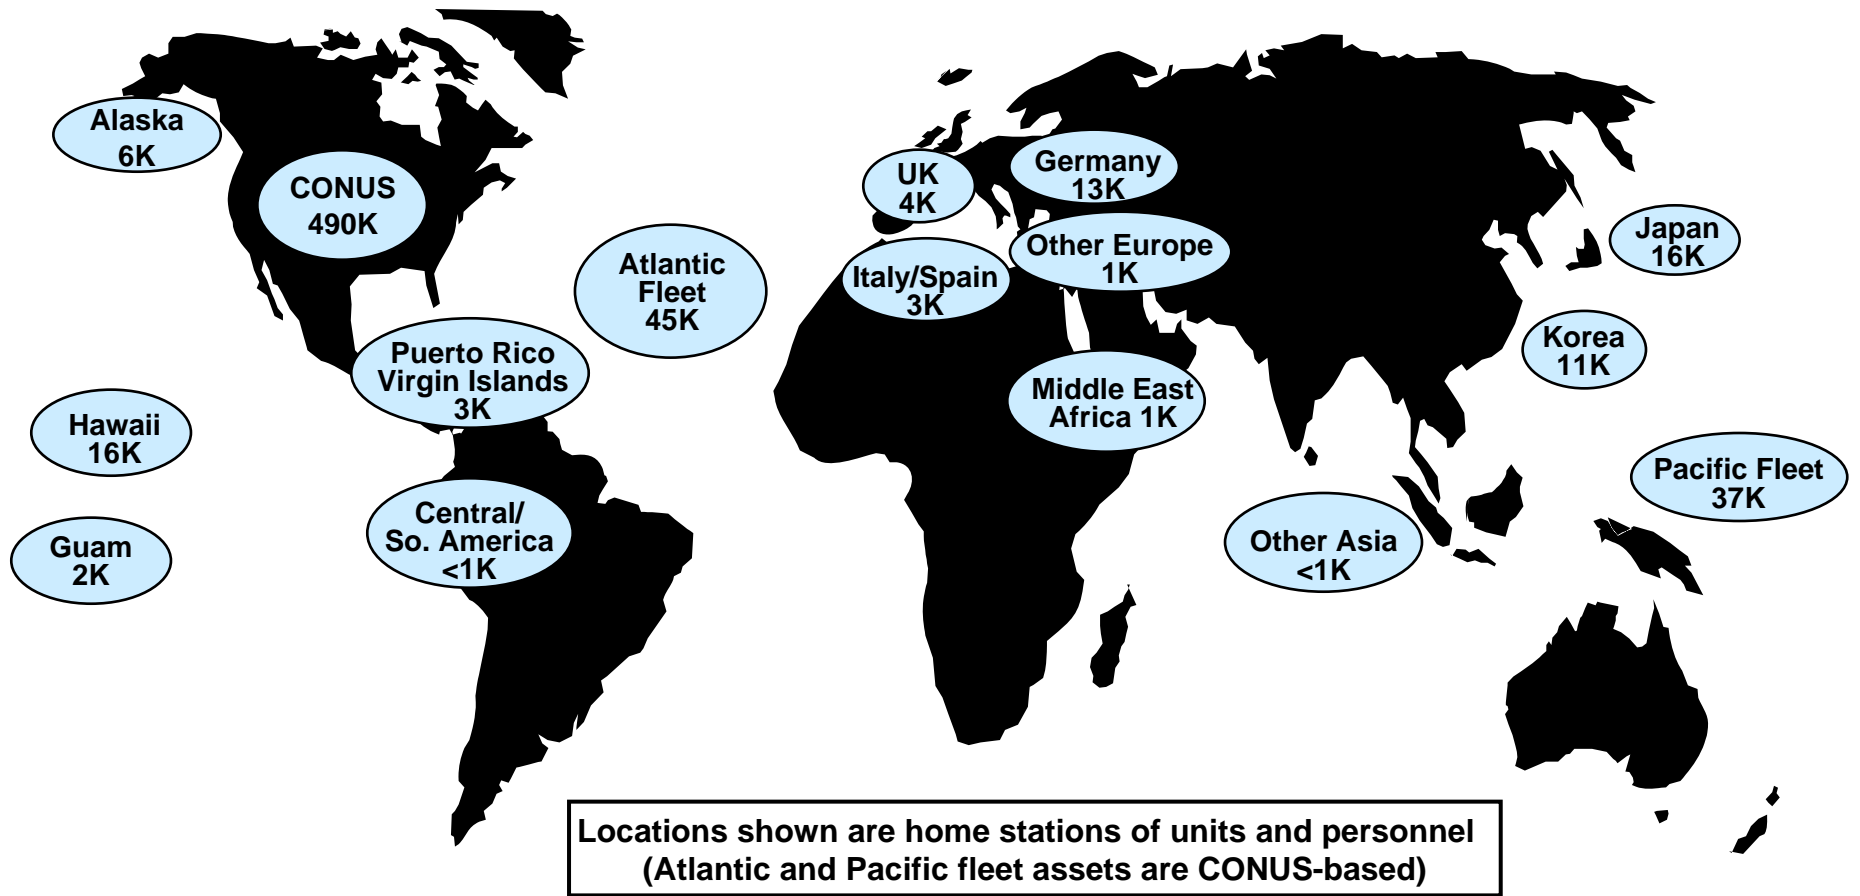 Alaska
6K
CONUS
490K
Atlantic
Fleet
45K
UK
4K
Germany
13K
Other Europe
1K
Italy/Spain
3K
Japan
16K
Korea
11K
Puerto Rico
Virgin Islands
3K
Middle East
Africa 1K
Hawaii
16K
Pacific Fleet
37K
Central/
So. America
<1K
Other Asia
<1K
Guam
2K
Locations shown are home stations of units and personnel
(Atlantic and Pacific fleet assets are CONUS-based)